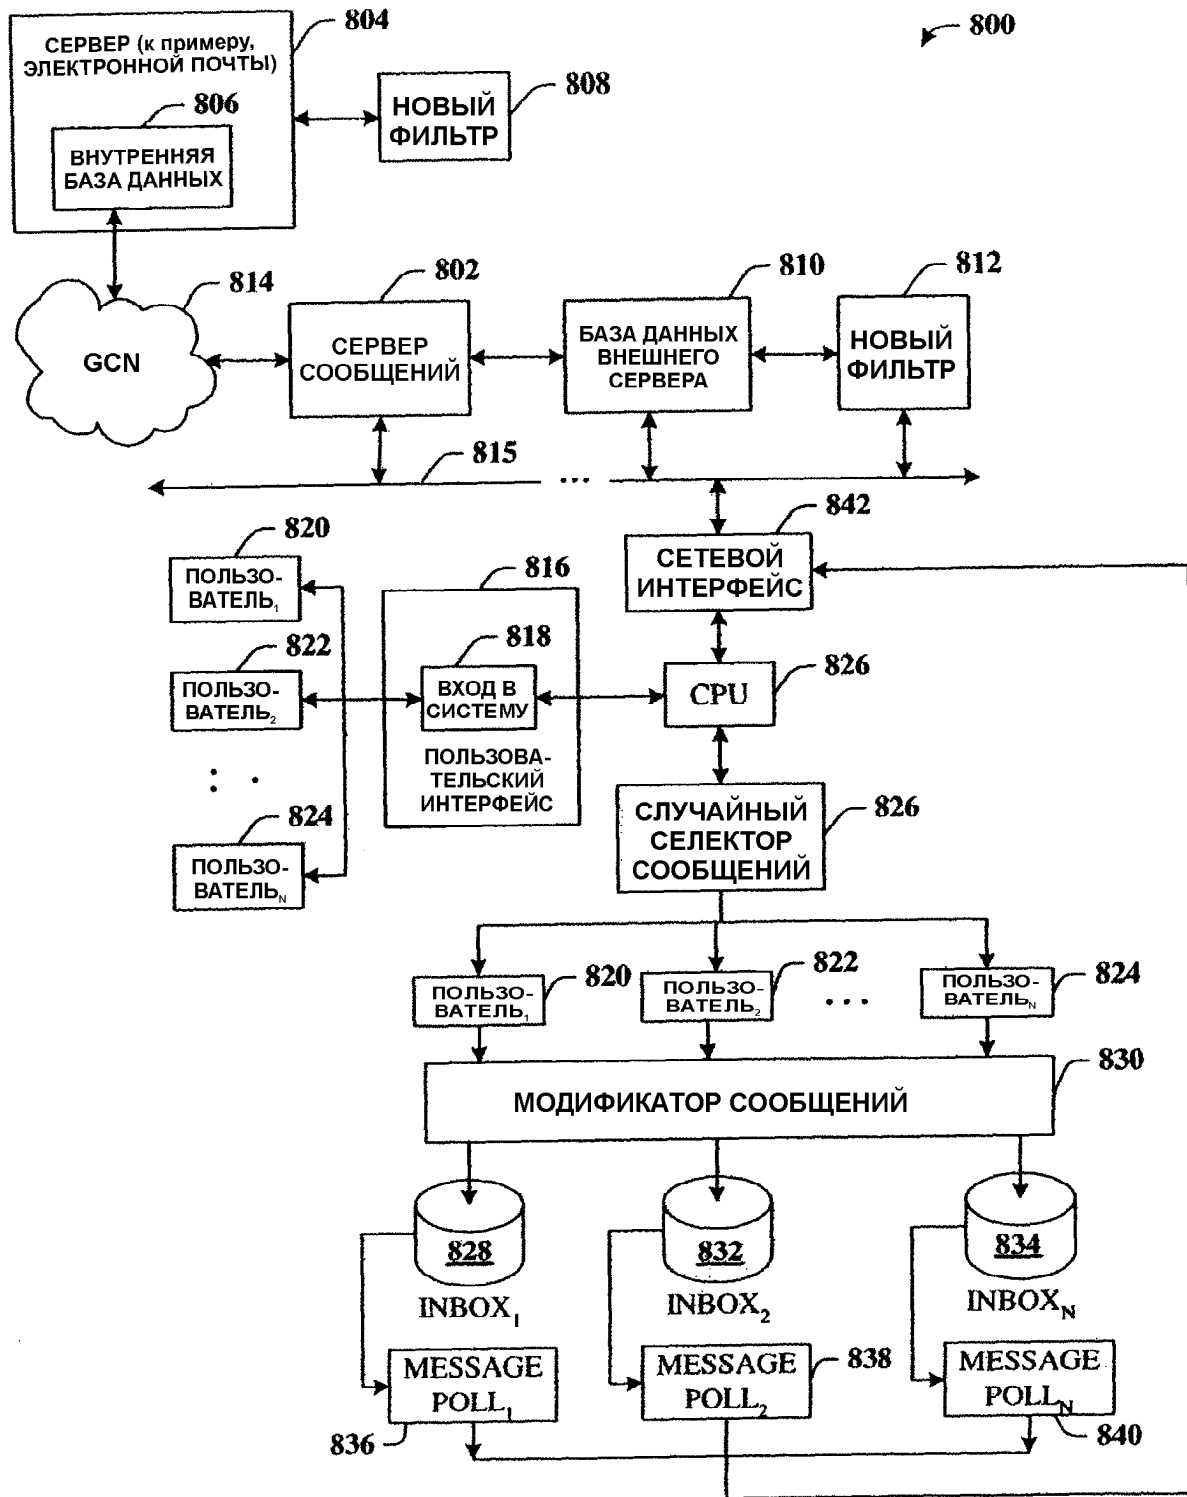 804
800
СЕРВЕР (к примеру,
ЭЛЕКТРОННОЙ ПОЧТЫ)
806
808
НОВЫЙ
ФИЛЬТР
ВНУТРЕННЯЯ
БАЗА ДАННЫХ
814
802
810
812
GCN
СЕРВЕР
СООБЩЕНИЙ
БАЗА ДАННЫХ
ВНЕШНЕГО
СЕРВЕРА
НОВЫЙ
ФИЛЬТР
815
...
842
820
СЕТЕВОЙ
ИНТЕРФЕЙС
816
ПОЛЬЗО-
ВАТЕЛЬ1
818
822
826
ПОЛЬЗО-
ВАТЕЛЬ2
ВХОД В
СИСТЕМУ
CPU
ПОЛЬЗОВА-
ТЕЛЬСКИЙ
ИНТЕРФЕЙС
824
СЛУЧАЙНЫЙ
СЕЛЕКТОР
СООБЩЕНИЙ
826
ПОЛЬЗО-
ВАТЕЛЬN
820
822
824
ПОЛЬЗО-
ВАТЕЛЬ1
ПОЛЬЗО-
ВАТЕЛЬ2
...
ПОЛЬЗО-
ВАТЕЛЬN
830
МОДИФИКАТОР СООБЩЕНИЙ
828
832
834
INBOX1
INBOX2
INBOXN
MESSAGE
POLL1
MESSAGE
POLL2
838
MESSAGE
POLLN
836
840